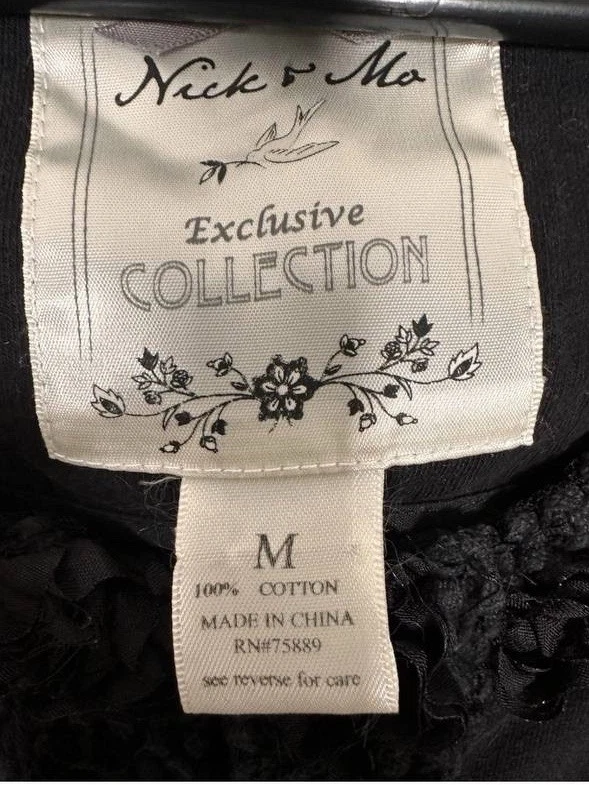 Nick & Mo
Exclusive
COLLECTION
M
100% COTTON
MADE IN CHINA
RN#75889
see reverse for care